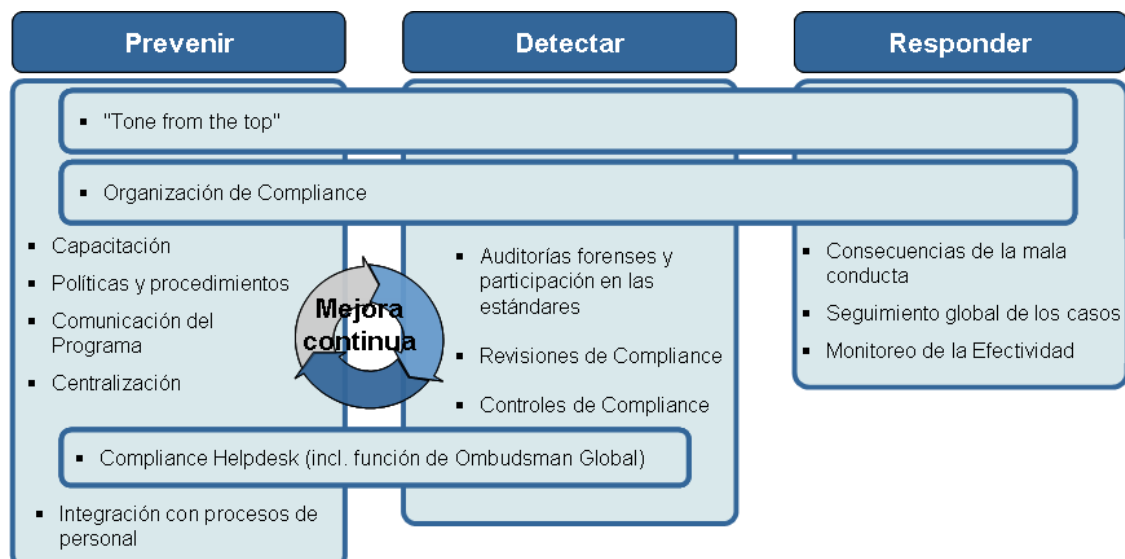 Prevenir
Detectar
Responder
▪ "Tone from the top"
▪ Organización de Compliance
▪ Capacitación
▪ Políticas y procedimientos
▪ Comunicación del
Programa
▪ Centralización
Mejora
continua
▪ Auditorías forenses y
participación en las
estándares
▪ Revisiones de Compliance
▪ Controles de Compliance
▪ Consecuencias de la mala
conducta
▪ Seguimiento global de los casos
▪ Monitoreo de la Efectividad
▪ Compliance Helpdesk (incl. función de Ombudsman Global)
▪ Integración con procesos de
personal